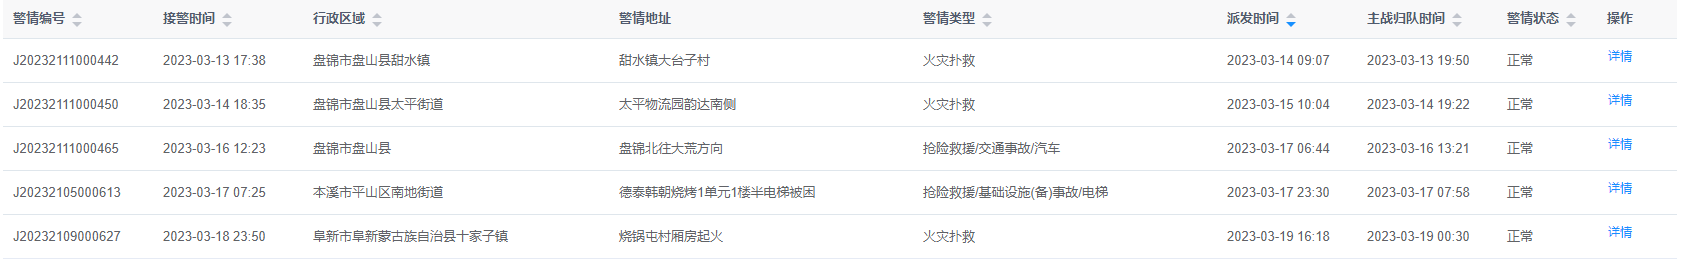 警情编号 接警时间 行政区域 警情地址 警情类型 派发时间 主战归队时间 警情状态 操作
J20232111000442 2023-03-13 17:38 盘锦市盘山县甜水镇 甜水镇大台子村 火灾扑救 2023-03-14 09:07 2023-03-13 19:50 正常 详情
J20232111000450 2023-03-14 18:35 盘锦市盘山县太平街道 太平物流园韵达南侧 火灾扑救 2023-03-15 10:04 2023-03-14 19:22 正常 详情
J20232111000465 2023-03-16 12:23 盘锦市盘山县 盘锦北往大荒方向 抢险救援/交通事故/汽车 2023-03-17 06:44 2023-03-16 13:21 正常 详情
J20232105000613 2023-03-17 07:25 本溪市平山区南地街道 德泰韩朝烧烤1单元1楼半电梯被困 抢险救援/基础设施(备)事故/电梯 2023-03-17 23:30 2023-03-17 07:58 正常 详情
J20232109000627 2023-03-18 23:50 阜新市阜新蒙古族自治县十家子镇 烧锅屯村厢房起火 火灾扑救 2023-03-19 16:18 2023-03-19 00:30 正常 详情